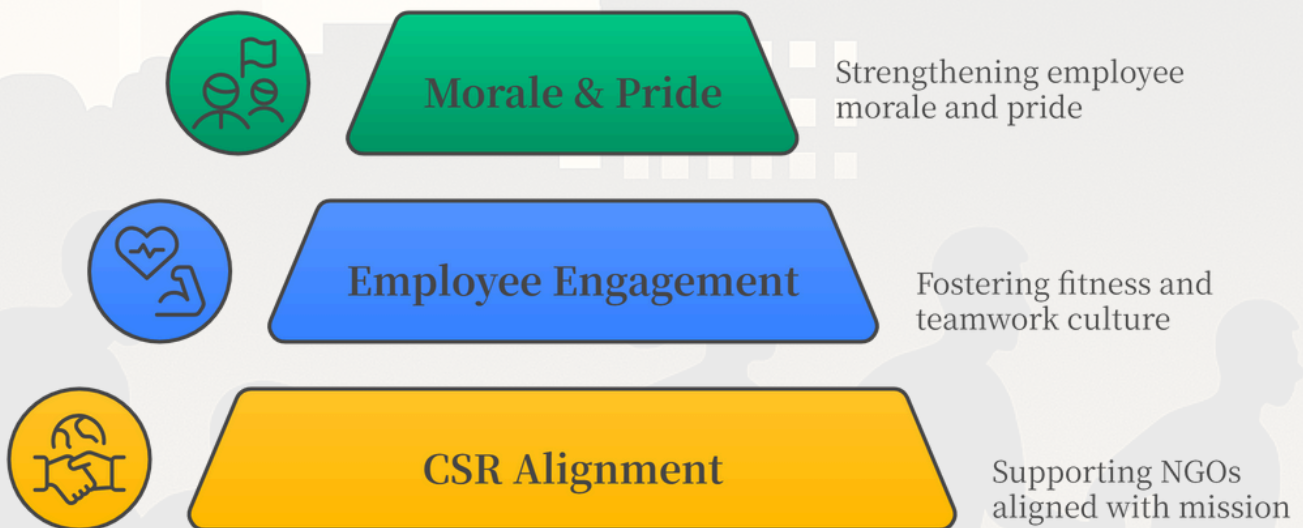 Morale & Pride
Strengthening employee
morale and pride
Employee Engagement
Fostering fitness and
teamwork culture
CSR Alignment
Supporting NGOs
aligned with mission